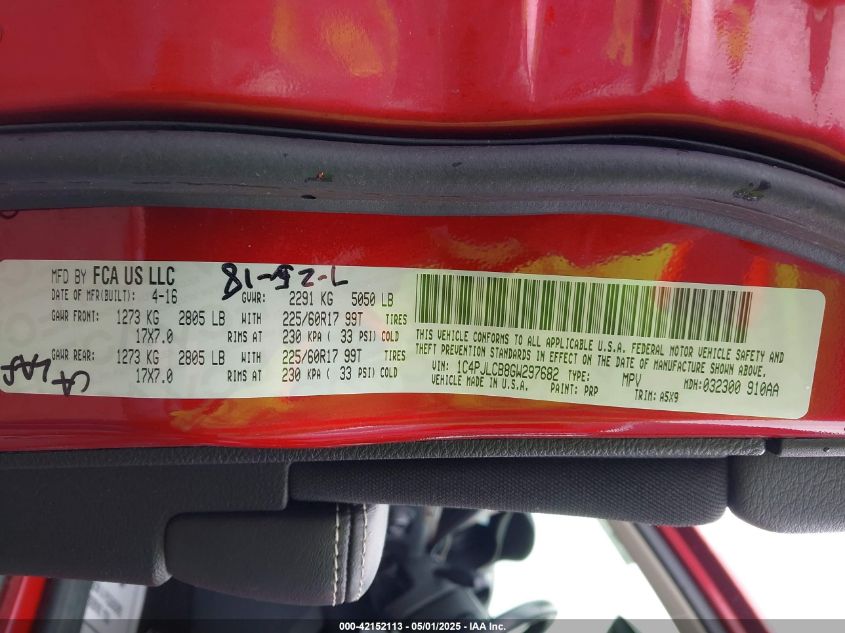 MFD BY FCA US LLC
DATE OF MFR(BUILT): 4-16 GVWR: 2291 KG 5050 LB
GAWR FRONT: 1273 KG 2805 LB WITH 225/60R17 99T TIRES
17X7.0 RIMS AT 230 KPA ( 33 PSI) COLD
GAWR REAR: 1273 KG 2805 LB WITH 225/60R17 99T TIRES
17X7.0 RIMS AT 230 KPA ( 33 PSI) COLD
THIS VEHICLE CONFORMS TO ALL APPLICABLE U.S.A. FEDERAL MOTOR VEHICLE SAFETY AND
THEFT PREVENTION STANDARDS IN EFFECT ON THE DATE OF MANUFACTURE SHOWN ABOVE.
VIN: 1C4PJLCB8GW297682 TYPE: MPV MDH:032300 910AA
VEHICLE MADE IN U.S.A. PAINT: PRP TRIM: A5X9
000-42152113 - 05/01/2025 - IAA Inc.